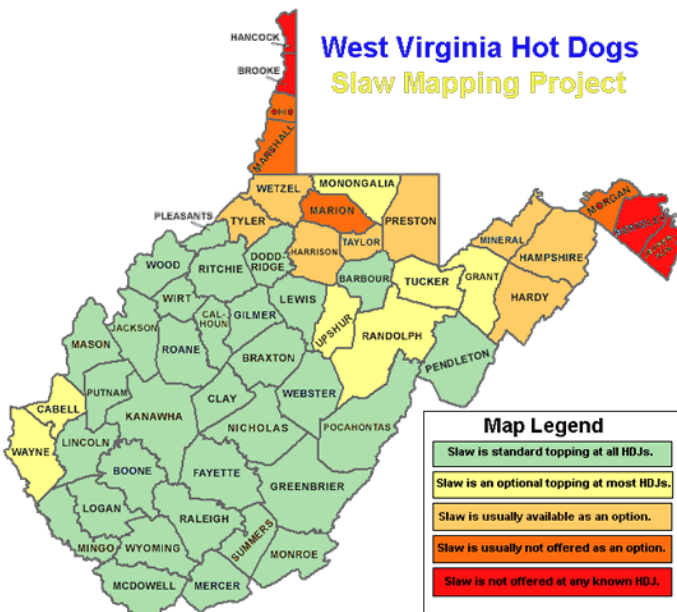 West Virginia Hot Dogs
Slaw Mapping Project
HANCOCK
BROOKE
OHIO
MARSHALL
WETZEL
MONONGALIA
MARION
PRESTON
MORGAN
PLEASANTS
TYLER
HARRISON
TAYLOR
MINERAL
HAMPSHIRE
WOOD
RITCHIE
DODD-
RIDGE
BARBOUR
TUCKER
GRANT
HARDY
WIRT
CAL-
HOUN
GILMER
LEWIS
UPSHUR
RANDOLPH
JACKSON
MASON
ROANE
BRAXTON
PENDLETON
PUTNAM
CLAY
WEBSTER
CABELL
KANAWHA
NICHOLAS
POCAHONTAS
WAYNE
LINCOLN
BOONE
FAYETTE
GREENBRIER
LOGAN
RALEIGH
SUMMERS
MINGO
WYOMING
MONROE
MCDOWELL
MERCER
Map Legend
Slaw is standard topping at all HDJs.
Slaw is an optional topping at most HDJs.
Slaw is usually available as an option.
Slaw is usually not offered as an option.
Slaw is not offered at any known HDJ.